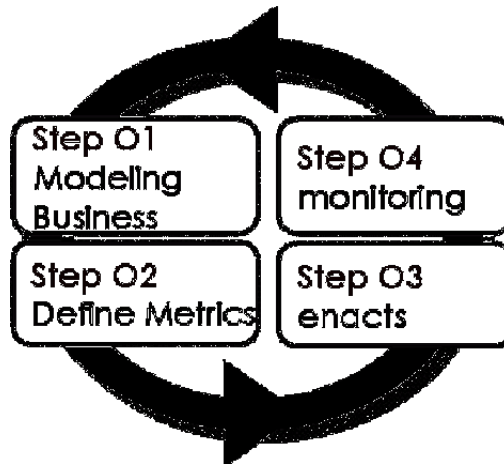 Step O1
Modeling
Business
Step O4
monitoring
Step O2
Define Metrics
Step O3
enacts